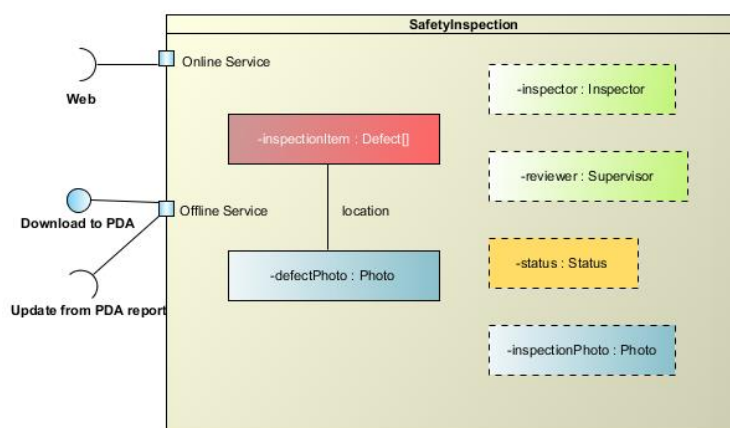 SafetyInspection
Online Service
Web
-inspector : Inspector
-inspectionItem : Defect[]
-reviewer : Supervisor
Download to PDA
Offline Service
location
-status : Status
-defectPhoto : Photo
Update from PDA report
-inspectionPhoto : Photo